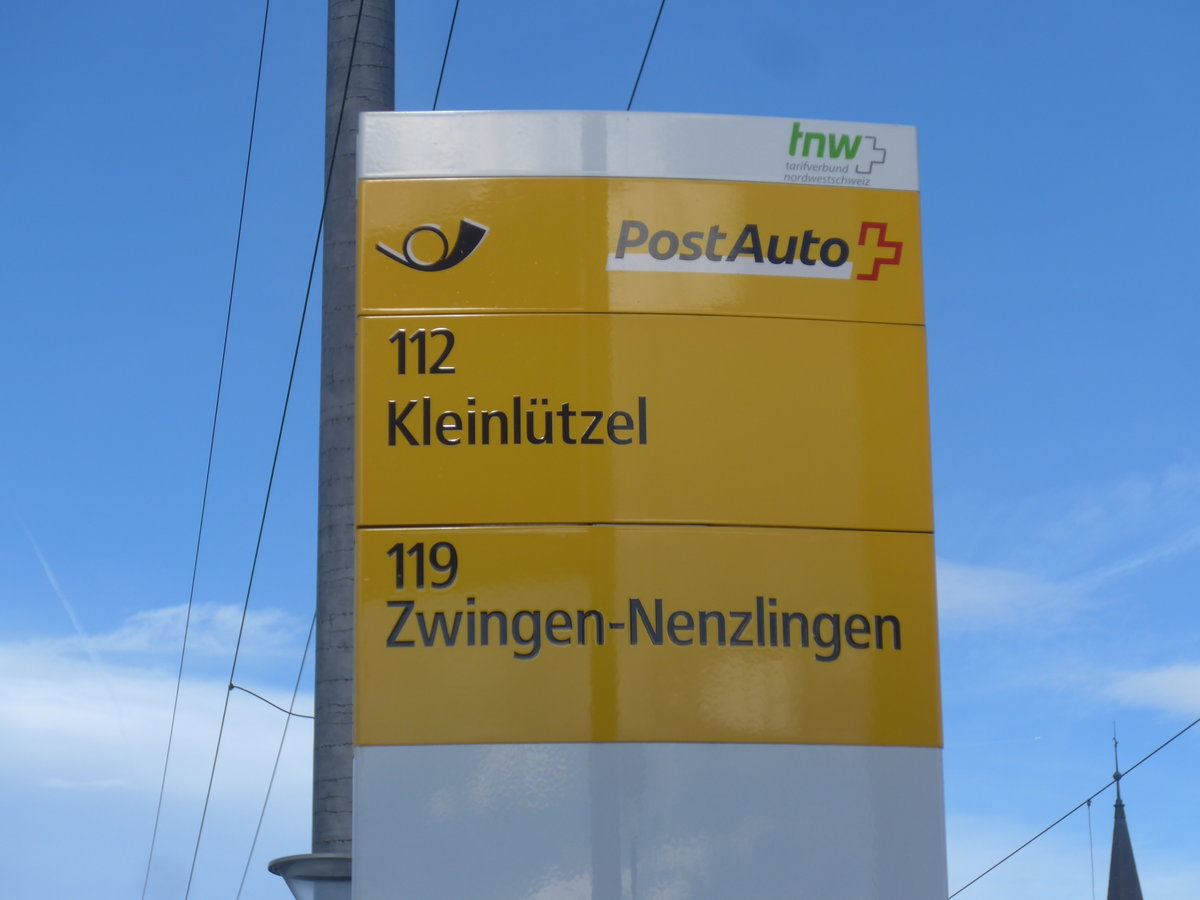 tnw
tarifverbund
nordwestschweiz
PostAuto
112
Kleinlützel
119
Zwingen-Nenzlingen